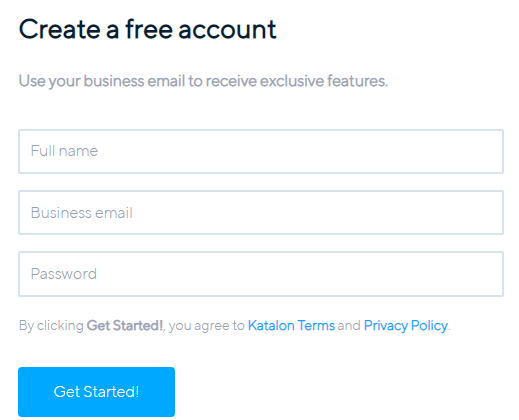 Create a free account
Use your business email to receive exclusive features.
Full name
Business email
Password
By clicking Get Started!, you agree to Katalon Terms and Privacy Policy.
Get Started!